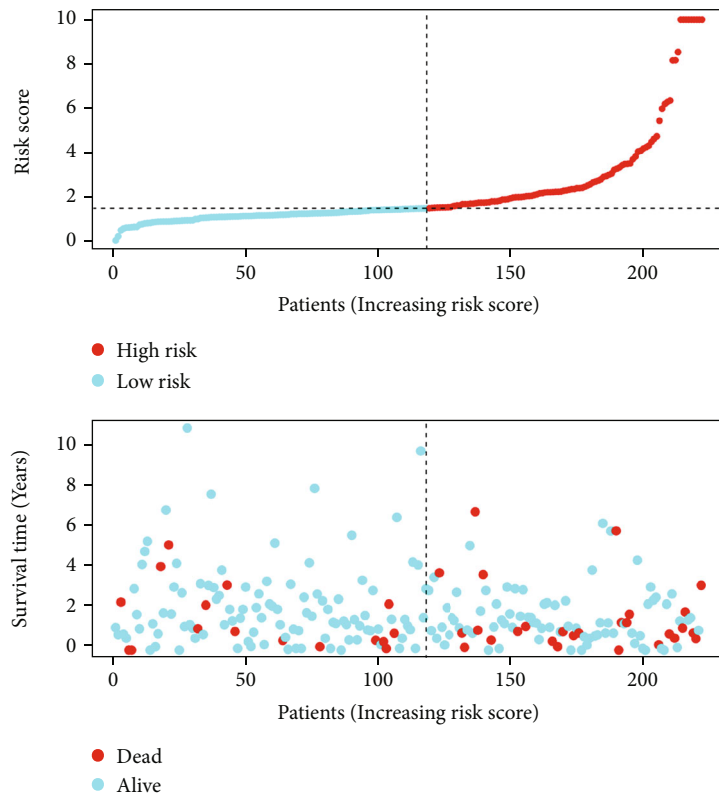 10
8
6
4
2
0
Risk score
0 50 100 150 200
Patients (Increasing risk score)
High risk
Low risk
10
8
6
4
2
0
Survival time (Years)
0 50 100 150 200
Patients (Increasing risk score)
Dead
Alive